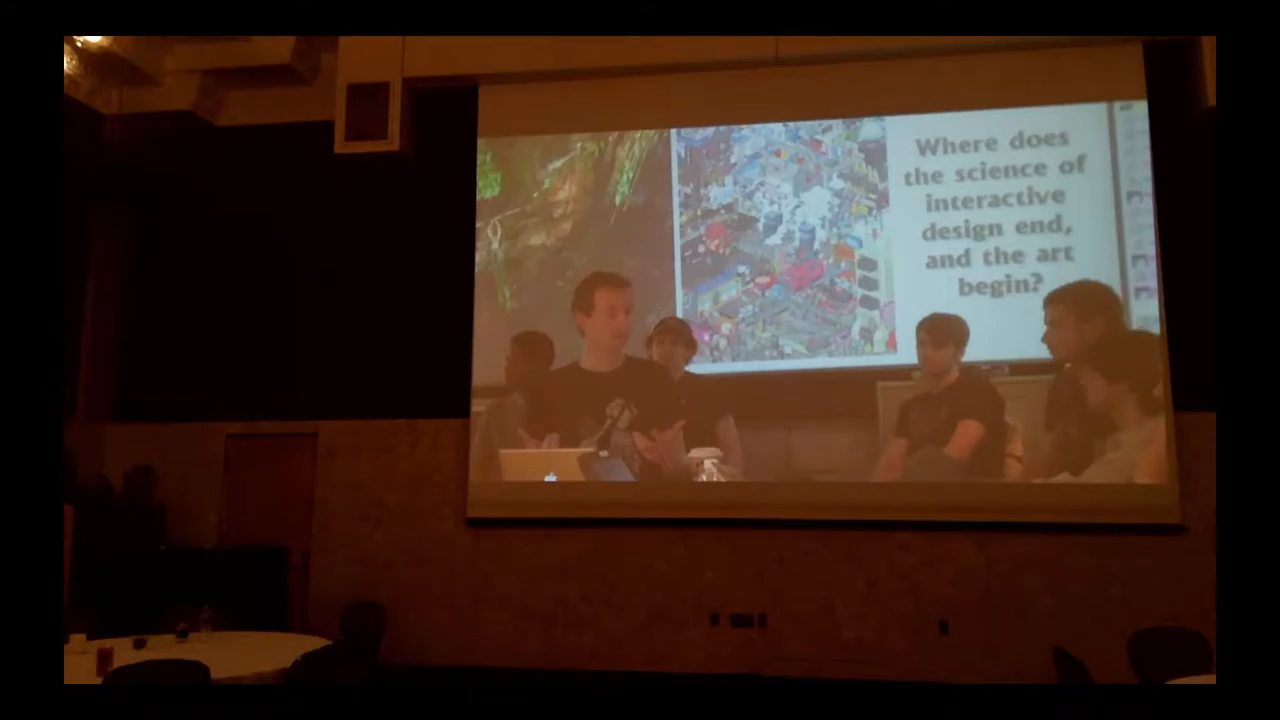 Where does
the science of
interactive
design end,
and the art
begin?